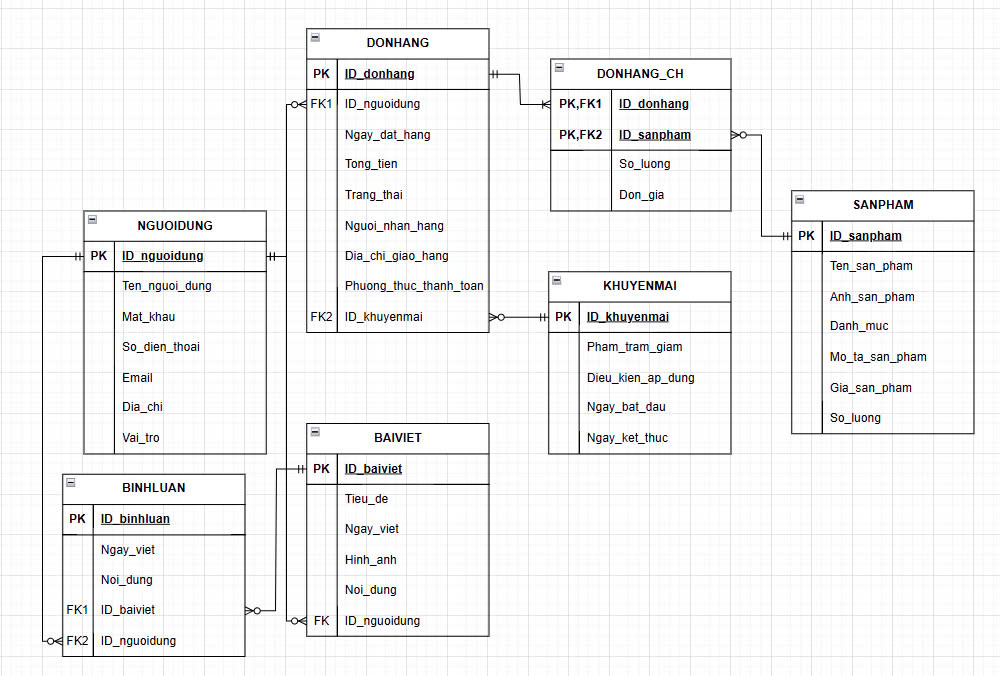 DONHANG
PK ID_donhang
FK1 ID_nguoidung
Ngay_dat_hang
Tong_tien
Trang_thai
Nguoi_nhan_hang
Dia_chi_giao_hang
Phuong_thuc_thanh_toan
FK2 ID_khuyenmai
DONHANG_CH
PK,FK1 ID_donhang
PK,FK2 ID_sanpham
So_luong
Don_gia
SANPHAM
PK ID_sanpham
Ten_san_pham
Anh_san_pham
Danh_muc
Mo_ta_san_pham
Gia_san_pham
So_luong
NGUOIDUNG
PK ID_nguoidung
Ten_nguoi_dung
Mat_khau
So_dien_thoai
Email
Dia_chi
Vai_tro
KHUYENMAI
PK ID_khuyenmai
Pham_tram_giam
Dieu_kien_ap_dung
Ngay_bat_dau
Ngay_ket_thuc
BAIVIET
PK ID_baiviet
Tieu_de
Ngay_viet
Hinh_anh
Noi_dung
FK ID_nguoidung
BINHLUAN
PK ID_binhluan
Ngay_viet
Noi_dung
FK1 ID_baiviet
FK2 ID_nguoidung